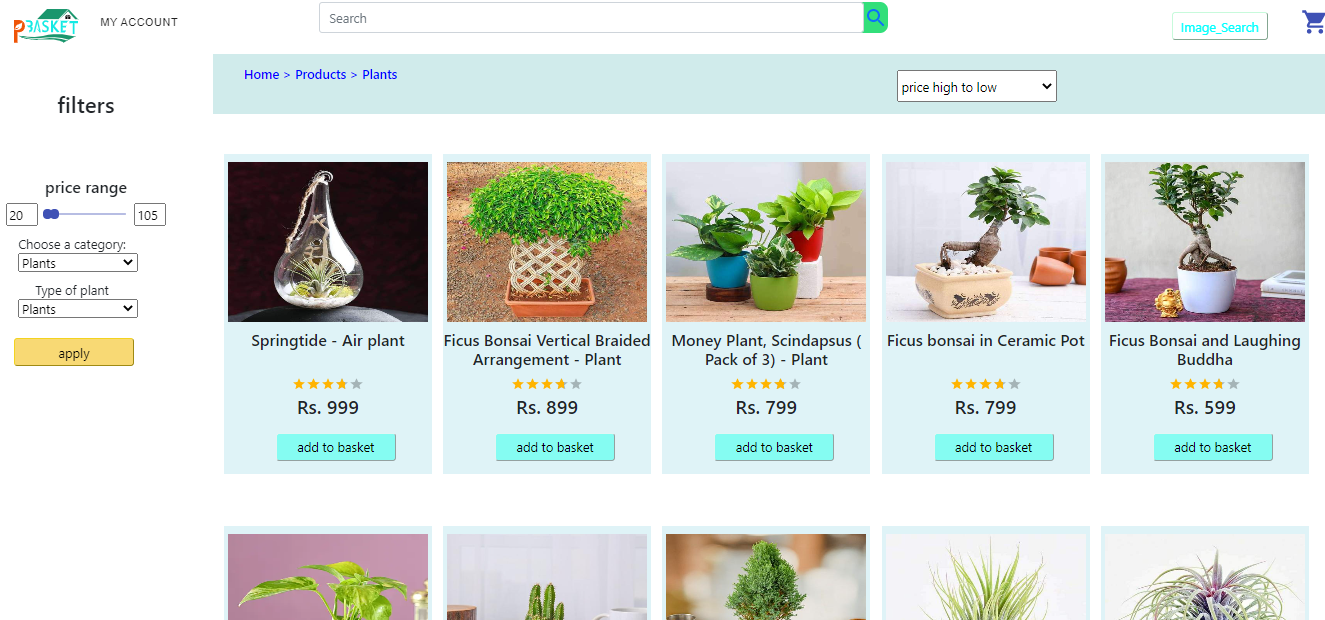 PBASKET
MY ACCOUNT
Search
Image_Search
Home > Products > Plants
price high to low
filters
price range
20
105
Choose a category:
Plants
Type of plant
Plants
apply
Springtide - Air plant
Rs. 999
add to basket
Ficus Bonsai Vertical Braided
Arrangement - Plant
Rs. 899
add to basket
Money Plant, Scindapsus (
Pack of 3) - Plant
Rs. 799
add to basket
Ficus bonsai in Ceramic Pot
Rs. 799
add to basket
Ficus Bonsai and Laughing
Buddha
Rs. 599
add to basket